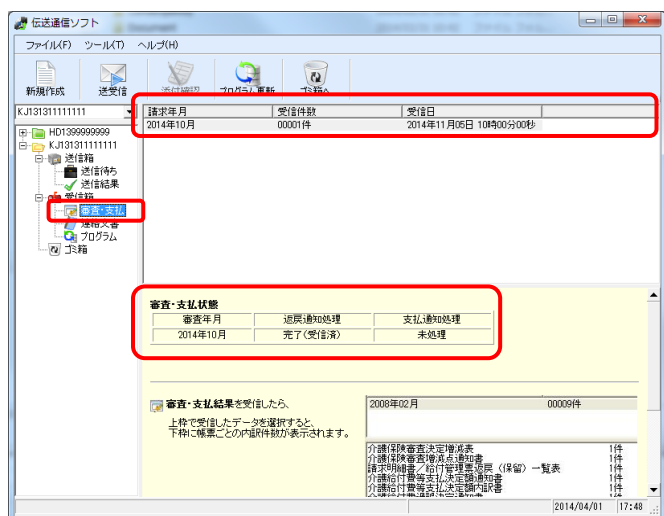 伝送通信ソフト
ファイル(F) ツール(T) ヘルプ(H)
新規作成 送受信 添付確認 プログラム更新 ゴミ箱へ
KJ131311111111
請求年月 受信件数 受信日
2014年10月 00001件 2014年11月05日 10時00分00秒
HD1399999999
KJ131311111111
送信箱
送信待ち
送信結果
受信箱
審査・支払
連絡文書
プログラム
ゴミ箱
審査・支払状態
審査年月 返戻通知処理 支払通知処理
2014年10月 完了(受信済) 未処理
審査・支払結果を受信したら、
上枠で受信したデータを選択すると、
下枠に帳票ごとの内訳件数が表示されます。
2008年02月 00009件
介護保険審査決定増減表 1件
介護保険審査増減点通知書 1件
請求明細書/給付管理票返戻(保留)一覧表 1件
介護給付費等支払決定額通知書 1件
介護給付費等支払決定額内訳書 1件
2014/04/01 17:48